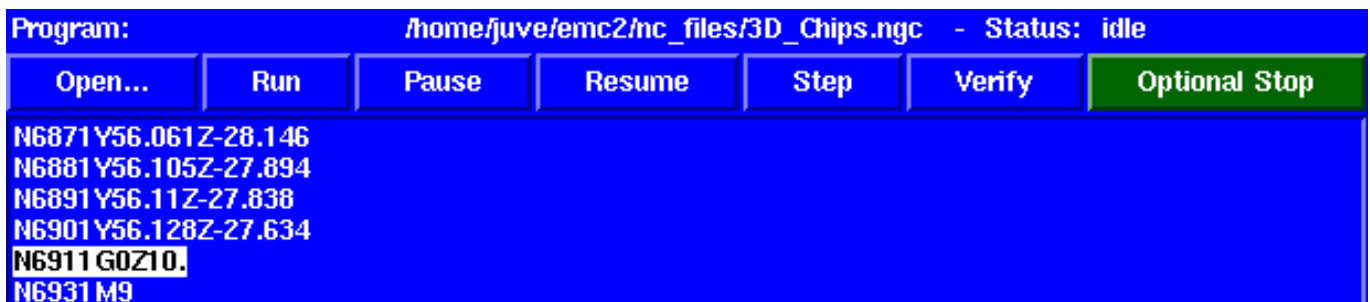 Program: /home/juve/emc2/nc_files/3D_Chips.ngc - Status: idle
Open... Run Pause Resume Step Verify Optional Stop
N6871Y56.061Z-28.146
N6881Y56.105Z-27.894
N6891Y56.11Z-27.838
N6901Y56.128Z-27.634
N6911G0Z10.
N6931M9